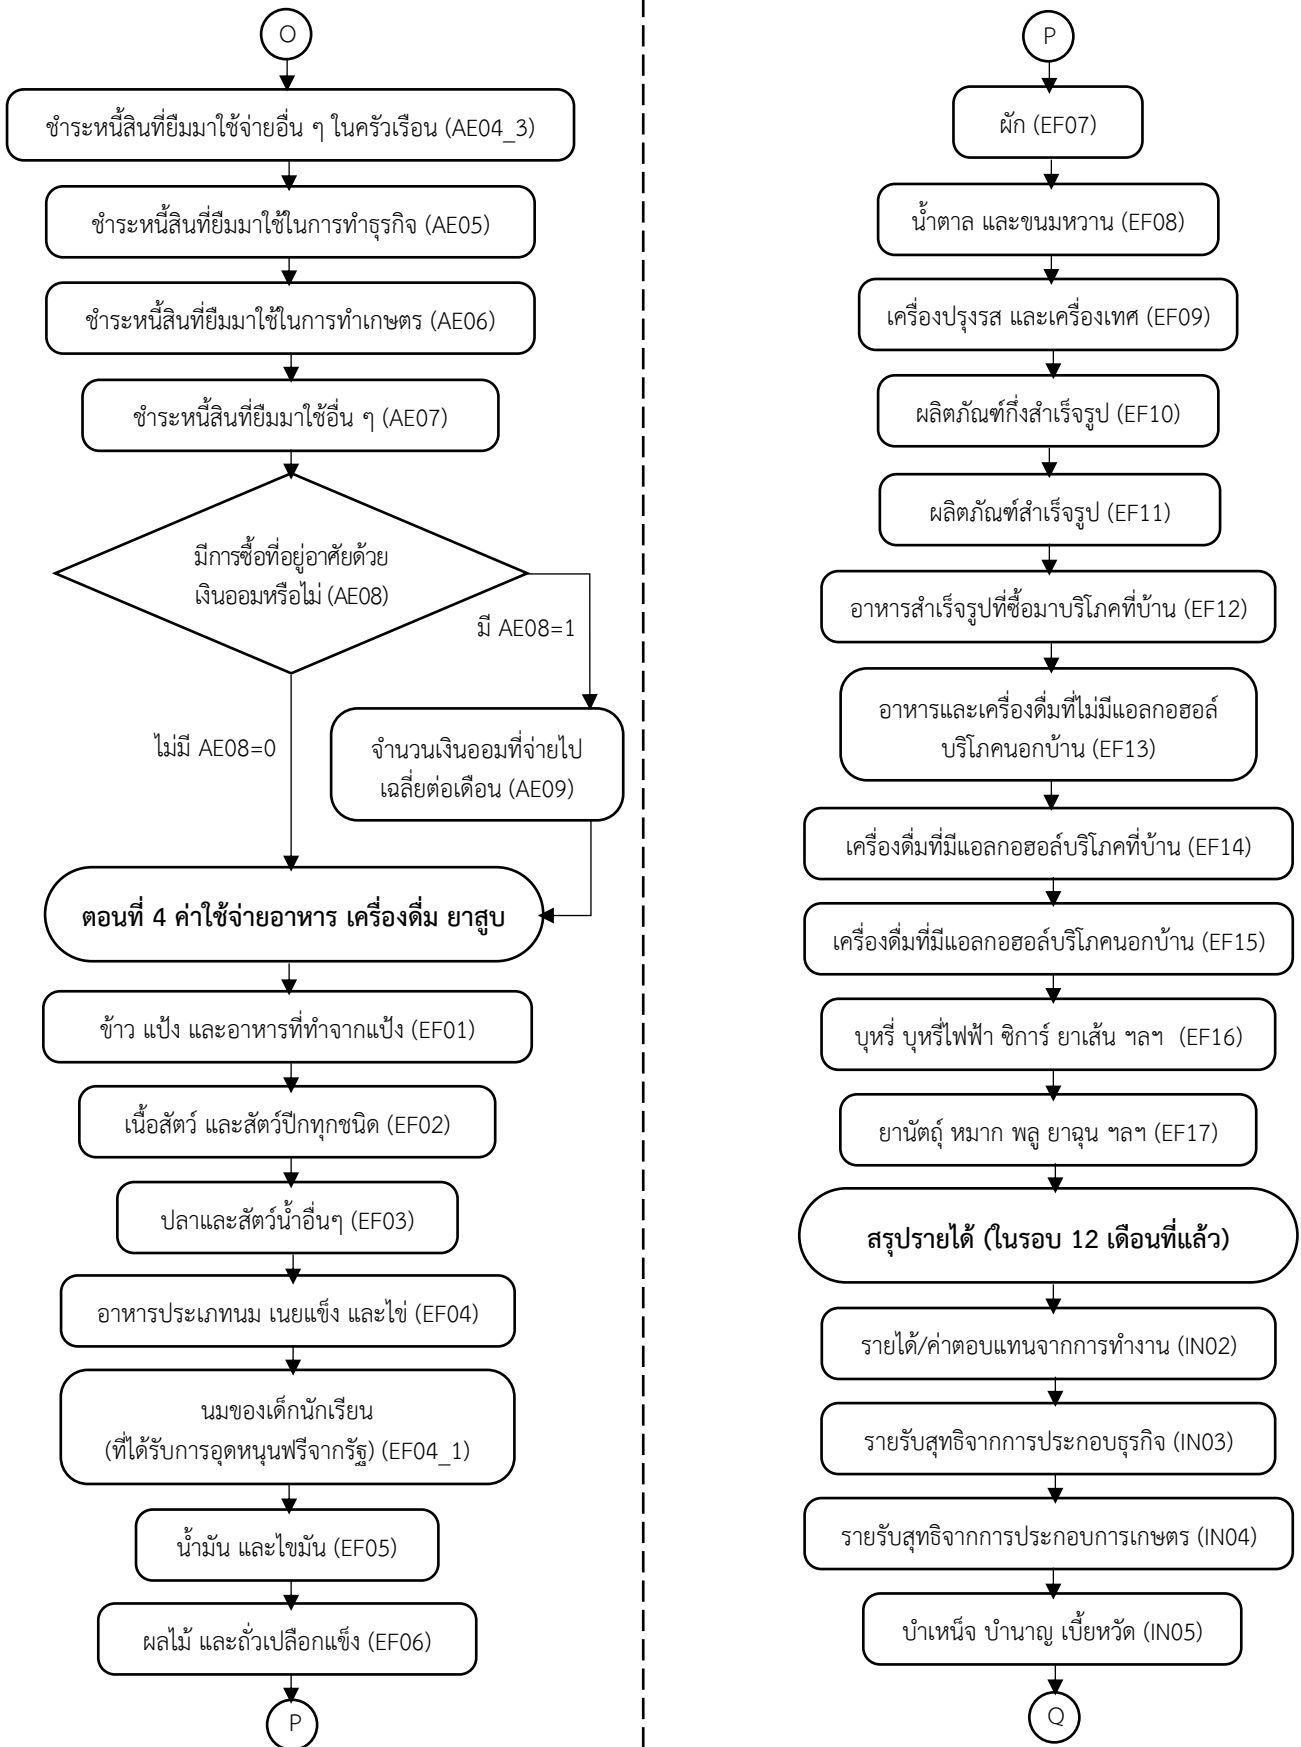 O
ชำระหนี้สินที่ยืมมาใช้จ่ายอื่น ๆ ในครัวเรือน (AE04_3)
ชำระหนี้สินที่ยืมมาใช้ในการทำธุรกิจ (AE05)
ชำระหนี้สินที่ยืมมาใช้ในการทำเกษตร (AE06)
ชำระหนี้สินที่ยืมมาใช้อื่น ๆ (AE07)
มีการซื้อที่อยู่อาศัยด้วย
เงินออมหรือไม่ (AE08)
มี AE08=1
ไม่มี AE08=0
จำนวนเงินออมที่จ่ายไป
เฉลี่ยต่อเดือน (AE09)
ตอนที่ 4 ค่าใช้จ่ายอาหาร เครื่องดื่ม ยาสูบ
ข้าว แป้ง และอาหารที่ทำจากแป้ง (EF01)
เนื้อสัตว์ และสัตว์ปีกทุกชนิด (EF02)
ปลาและสัตว์น้ำอื่นๆ (EF03)
อาหารประเภทนม เนยแข็ง และไข่ (EF04)
นมของเด็กนักเรียน
(ที่ได้รับการอุดหนุนฟรีจากรัฐ) (EF04_1)
น้ำมัน และไขมัน (EF05)
ผลไม้ และถั่วเปลือกแข็ง (EF06)
P
P
ผัก (EF07)
น้ำตาล และขนมหวาน (EF08)
เครื่องปรุงรส และเครื่องเทศ (EF09)
ผลิตภัณฑ์กึ่งสำเร็จรูป (EF10)
ผลิตภัณฑ์สำเร็จรูป (EF11)
อาหารสำเร็จรูปที่ซื้อมาบริโภคที่บ้าน (EF12)
อาหารและเครื่องดื่มที่ไม่มีแอลกอฮอล์
บริโภคนอกบ้าน (EF13)
เครื่องดื่มที่มีแอลกอฮอล์บริโภคที่บ้าน (EF14)
เครื่องดื่มที่มีแอลกอฮอล์บริโภคนอกบ้าน (EF15)
บุหรี่ บุหรี่ไฟฟ้า ซิการ์ ยาเส้น ฯลฯ (EF16)
ยานัตถุ์ หมาก พลู ยาฉุน ฯลฯ (EF17)
สรุปรายได้ (ในรอบ 12 เดือนที่แล้ว)
รายได้/ค่าตอบแทนจากการทำงาน (IN02)
รายรับสุทธิจากการประกอบธุรกิจ (IN03)
รายรับสุทธิจากการประกอบการเกษตร (IN04)
บำเหน็จ บำนาญ เบี้ยหวัด (IN05)
Q